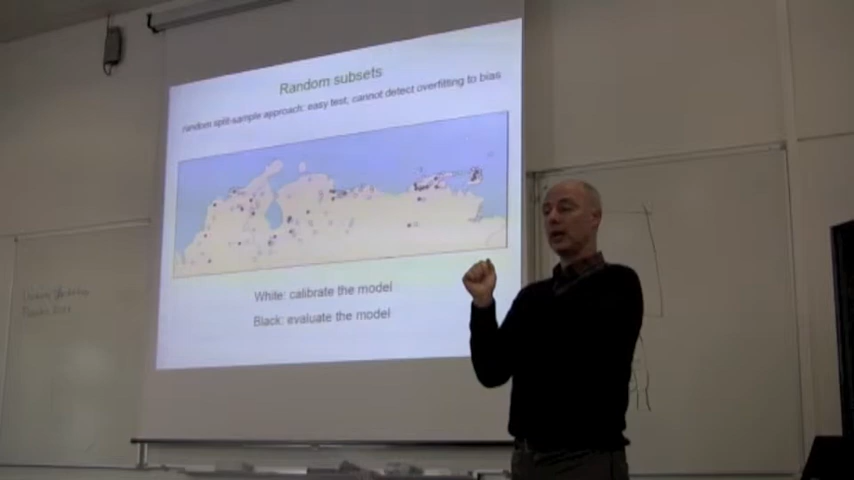 Random subsets
random split-sample approach: easy test, cannot detect overfitting to bias
White: calibrate the model
Black: evaluate the model